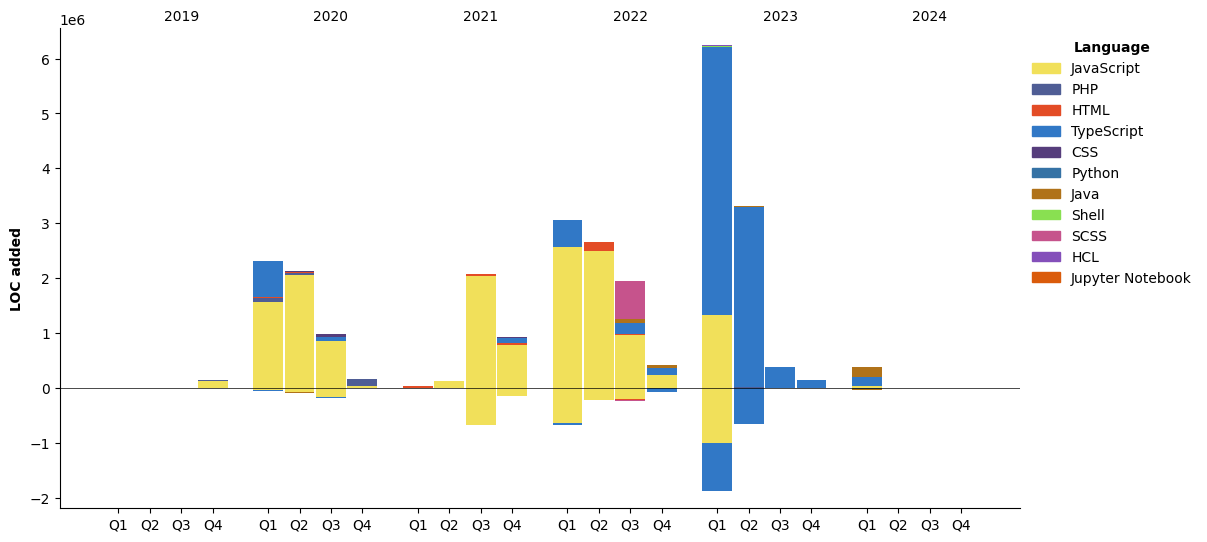 1e6
2019 2020 2021 2022 2023 2024
Language
JavaScript
PHP
HTML
TypeScript
CSS
Python
Java
Shell
SCSS
HCL
Jupyter Notebook
LOC added
6
5
4
3
2
1
0
−1
−2
Q1 Q2 Q3 Q4 Q1 Q2 Q3 Q4 Q1 Q2 Q3 Q4 Q1 Q2 Q3 Q4 Q1 Q2 Q3 Q4 Q1 Q2 Q3 Q4